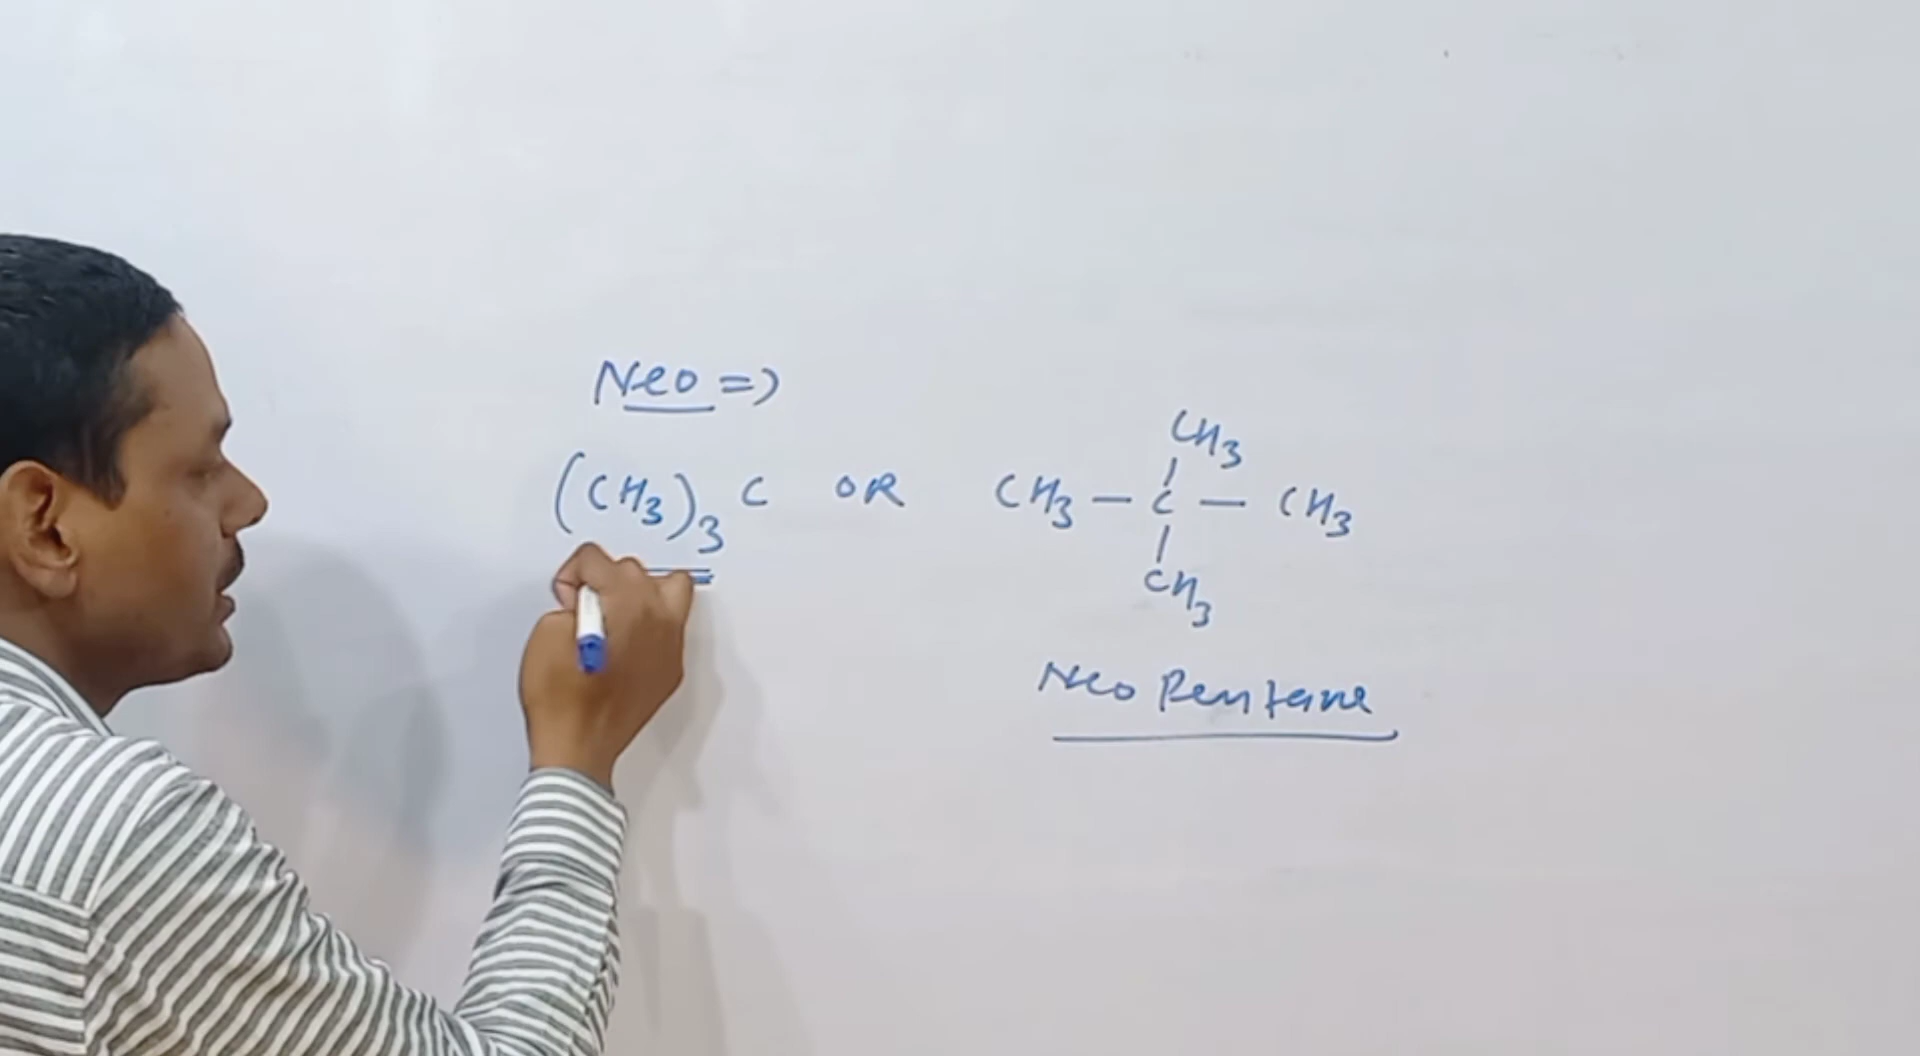 Neo =>
(CH3)3 C OR CH3 - C - CH3
CH3
CH3
Neo Pentane